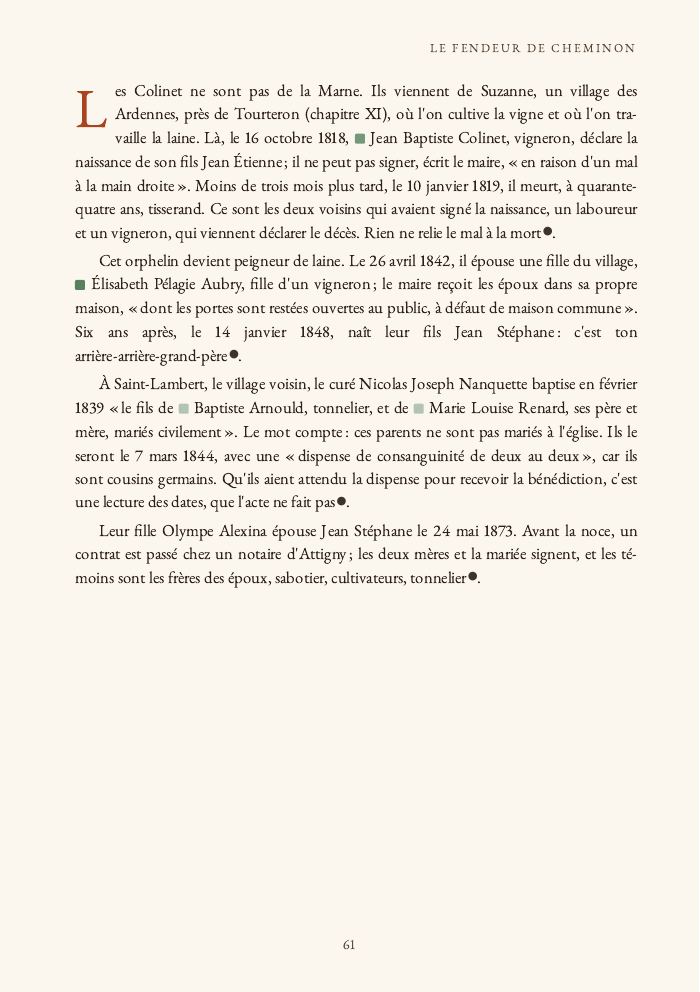 LE FENDEUR DE CHEMINON
Les Colinet ne sont pas de la Marne. Ils viennent de Suzanne, un village des
Ardennes, près de Tourteron (chapitre XI), où l'on cultive la vigne et où l'on tra-
vaille la laine. Là, le 16 octobre 1818, Jean Baptiste Colinet, vigneron, déclare la
naissance de son fils Jean Étienne ; il ne peut pas signer, écrit le maire, « en raison d'un mal
à la main droite ». Moins de trois mois plus tard, le 10 janvier 1819, il meurt, à quarante-
quatre ans, tisserand. Ce sont les deux voisins qui avaient signé la naissance, un laboureur
et un vigneron, qui viennent déclarer le décès. Rien ne relie le mal à la mort●.
Cet orphelin devient peigneur de laine. Le 26 avril 1842, il épouse une fille du village,
Élisabeth Pélagie Aubry, fille d'un vigneron ; le maire reçoit les époux dans sa propre
maison, « dont les portes sont restées ouvertes au public, à défaut de maison commune ».
Six ans après, le 14 janvier 1848, naît leur fils Jean Stéphane : c'est ton
arrière-arrière-grand-père●.
À Saint-Lambert, le village voisin, le curé Nicolas Joseph Nanquette baptise en février
1839 « le fils de Baptiste Arnould, tonnelier, et de Marie Louise Renard, ses père et
mère, mariés civilement ». Le mot compte : ces parents ne sont pas mariés à l'église. Ils le
seront le 7 mars 1844, avec une « dispense de consanguinité de deux au deux », car ils
sont cousins germains. Qu'ils aient attendu la dispense pour recevoir la bénédiction, c'est
une lecture des dates, que l'acte ne fait pas●.
Leur fille Olympe Alexina épouse Jean Stéphane le 24 mai 1873. Avant la noce, un
contrat est passé chez un notaire d'Attigny ; les deux mères et la mariée signent, et les té-
moins sont les frères des époux, sabotier, cultivateurs, tonnelier●.
61